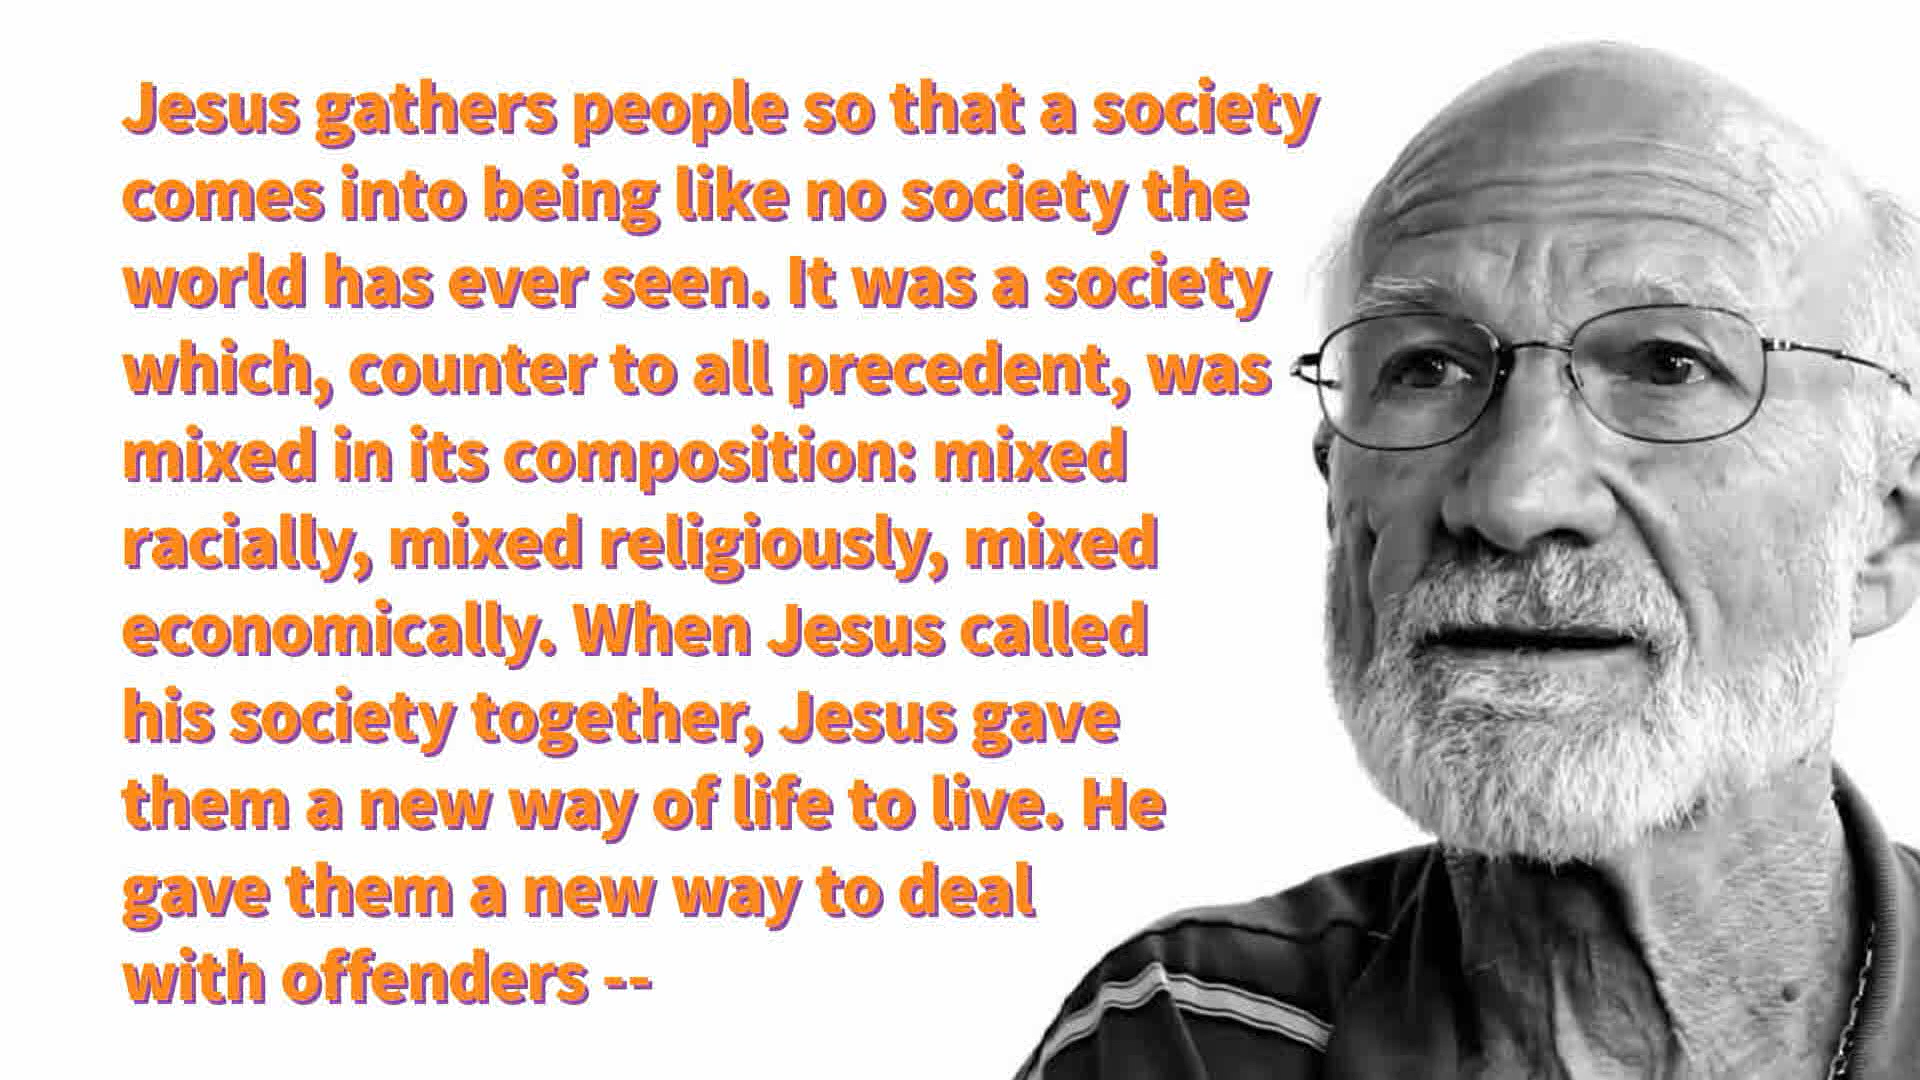 Jesus gathers people so that a society
comes into being like no society the
world has ever seen. It was a society
which, counter to all precedent, was
mixed in its composition: mixed
racially, mixed religiously, mixed
economically. When Jesus called
his society together, Jesus gave
them a new way of life to live. He
gave them a new way to deal
with offenders --